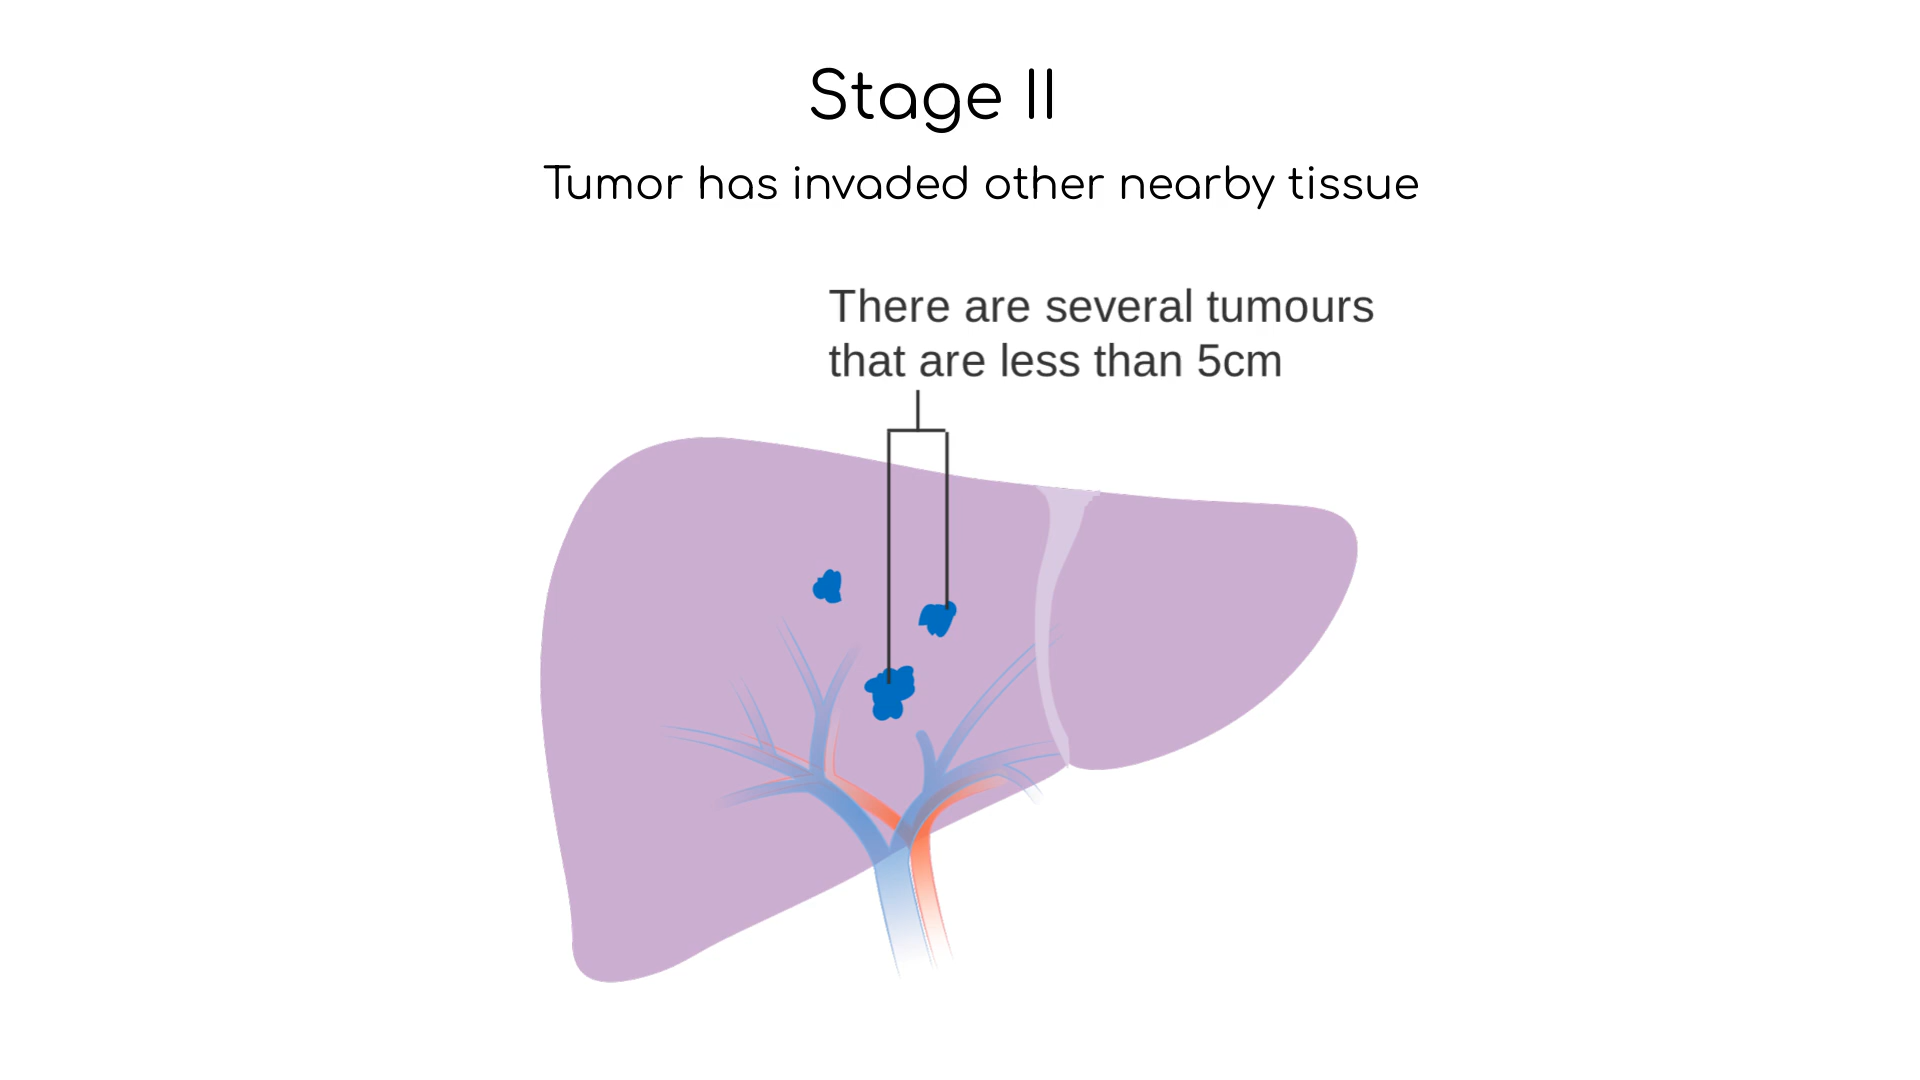 Stage II
Tumor has invaded other nearby tissue
There are several tumours
that are less than 5cm